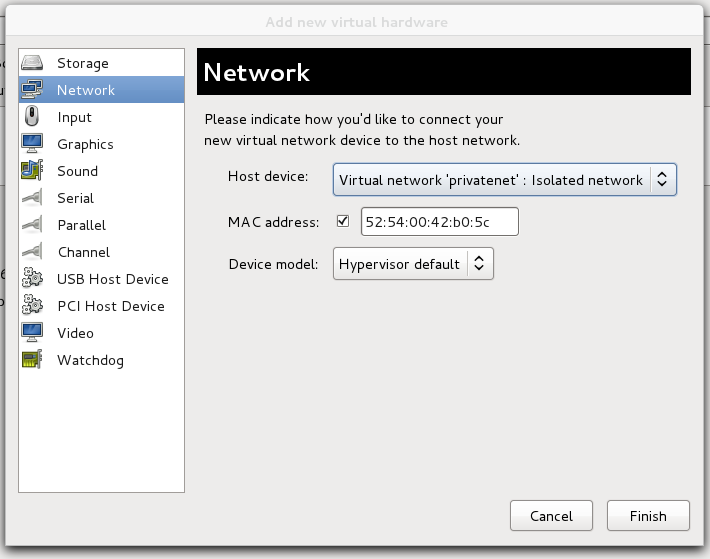 Add new virtual hardware
Storage
Network
Input
Graphics
Sound
Serial
Parallel
Channel
USB Host Device
PCI Host Device
Video
Watchdog
Network
Please indicate how you'd like to connect your
new virtual network device to the host network.
Host device: Virtual network 'privatenet' : Isolated network
MAC address: 52:54:00:42:b0:5c
Device model: Hypervisor default
Cancel Finish